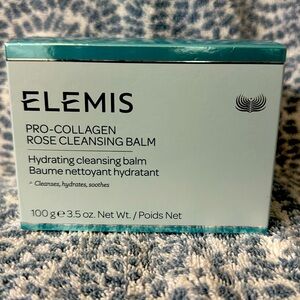 ELEMIS
PRO-COLLAGEN
ROSE CLEANSING BALM
Hydrating cleansing balm
Baume nettoyant hydratant
Cleanses, hydrates, soothes
100 g e 3.5 oz. Net Wt. / Poids Net